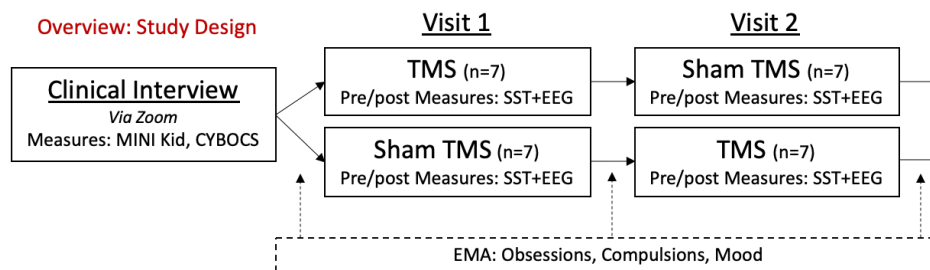 Overview: Study Design
Visit 1
Visit 2
Clinical Interview
Via Zoom
Measures: MINI Kid, CYBOCS
TMS (n=7)
Pre/post Measures: SST+EEG
Sham TMS (n=7)
Pre/post Measures: SST+EEG
Sham TMS (n=7)
Pre/post Measures: SST+EEG
TMS (n=7)
Pre/post Measures: SST+EEG
EMA: Obsessions, Compulsions, Mood